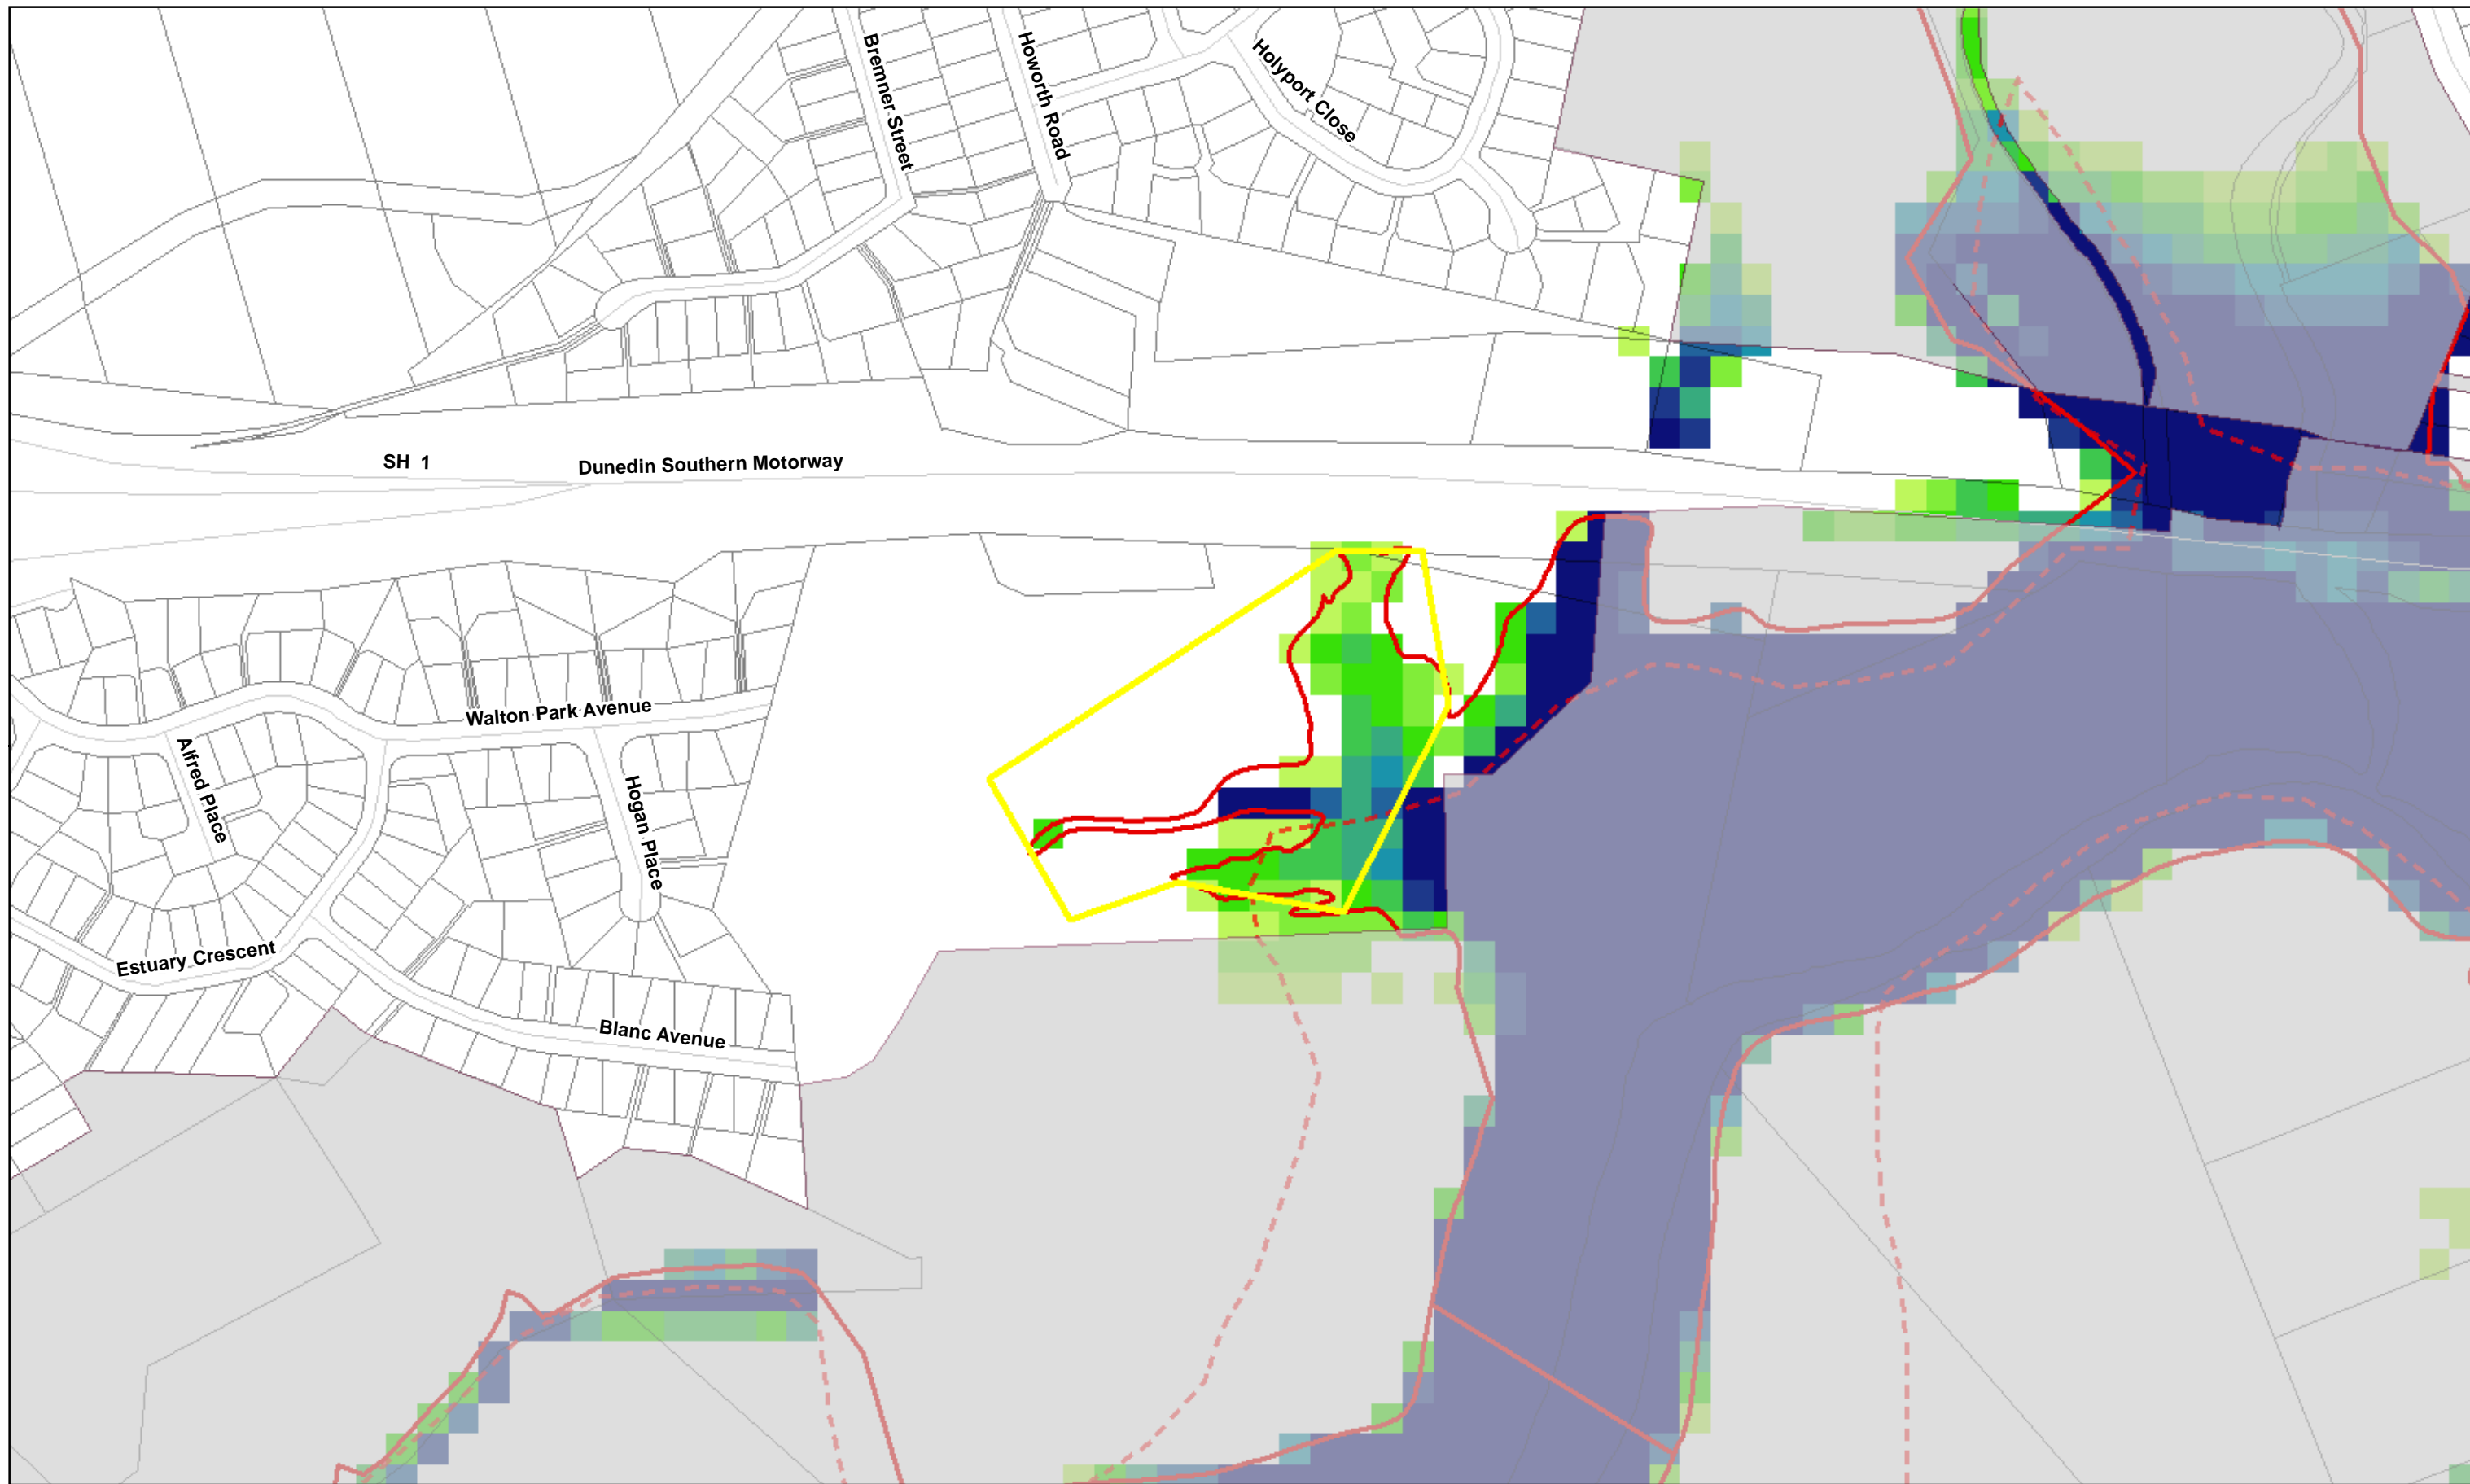 Bremner Street
Howorth Road
Holyport Close
SH 1
Dunedin Southern Motorway
Walton Park Avenue
Alfred Place
Hogan Place
Estuary Crescent
Blanc Avenue